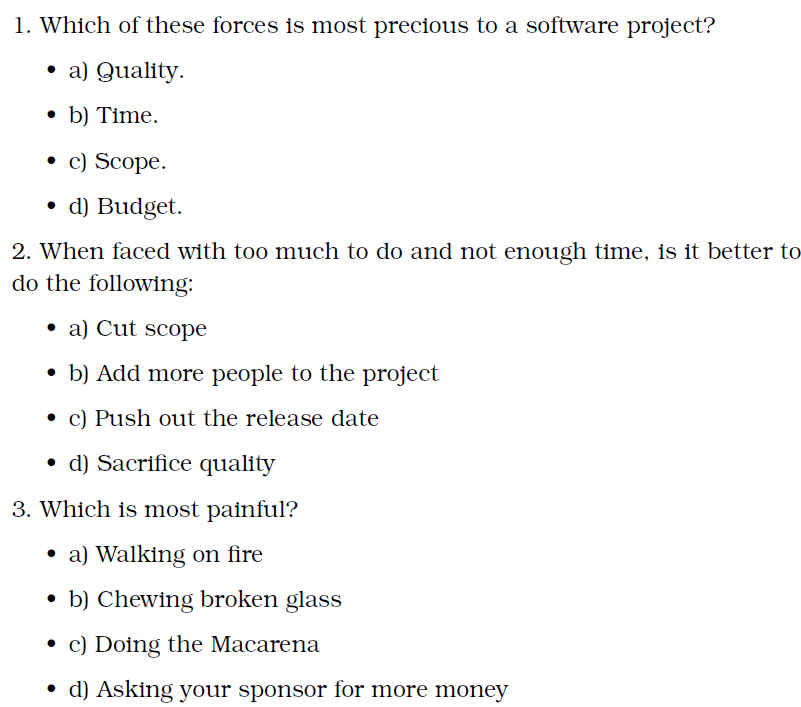 1. Which of these forces is most precious to a software project?
• a) Quality.
• b) Time.
• c) Scope.
• d) Budget.
2. When faced with too much to do and not enough time, is it better to
do the following:
• a) Cut scope
• b) Add more people to the project
• c) Push out the release date
• d) Sacrifice quality
3. Which is most painful?
• a) Walking on fire
• b) Chewing broken glass
• c) Doing the Macarena
• d) Asking your sponsor for more money